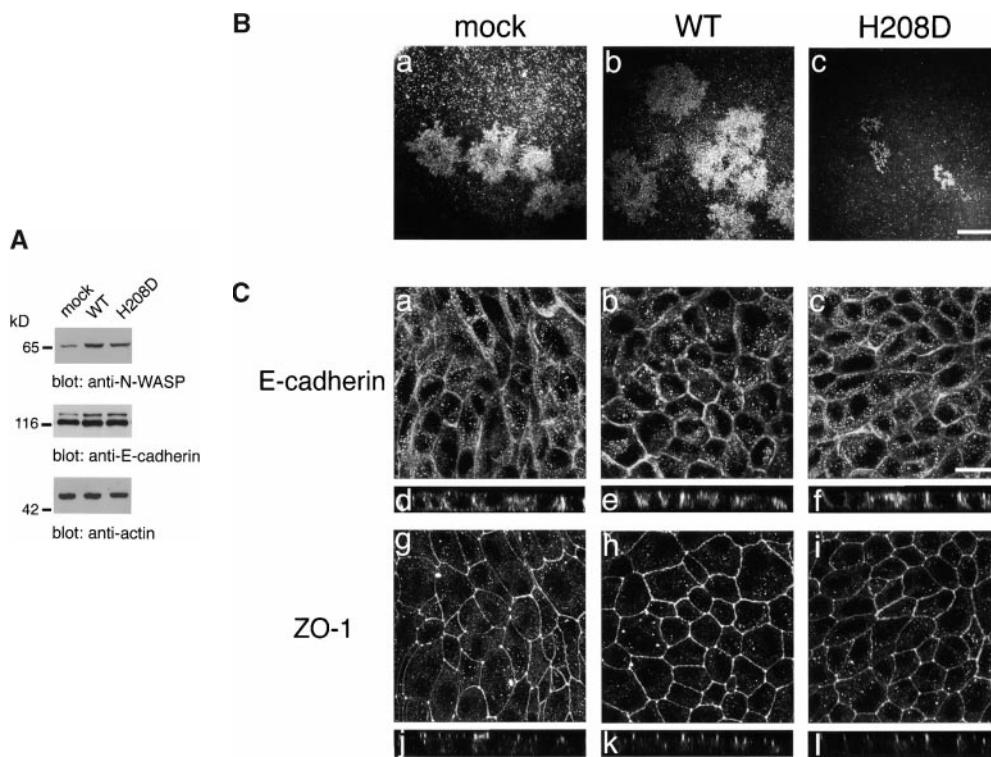 B
mock WT H208D
a b c
A
mock WT H208D
kD
65
blot: anti-N-WASP
116
blot: anti-E-cadherin
42
blot: anti-actin
C
a b c
E-cadherin
d e f
g h i
ZO-1
j k l